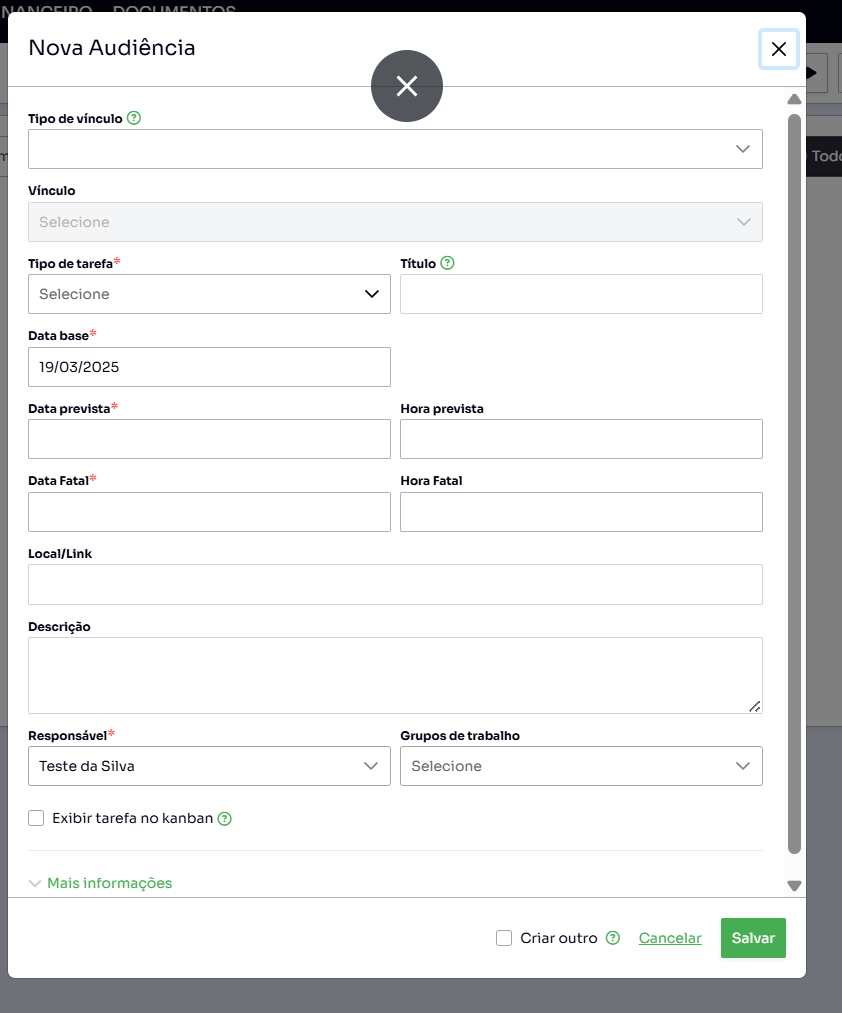 DOCUMENTOS
Nova Audiência
Tipo de vínculo ?
Vínculo
Selecione
Tipo de tarefa* Título ?
Selecione
Data base*
19/03/2025
Data prevista* Hora prevista
Data Fatal* Hora Fatal
Local/Link
Descrição
Responsável* Grupos de trabalho
Teste da Silva Selecione
Exibir tarefa no kanban ?
Mais informações
Criar outro ? Cancelar Salvar